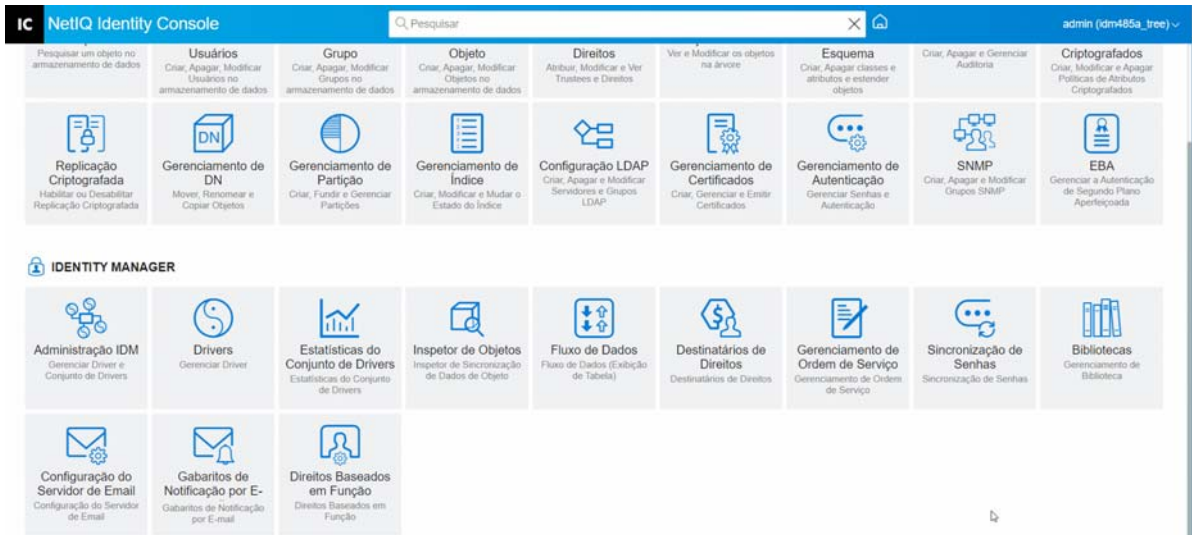 IC NetIQ Identity Console
Pesquisar
admin (idm485a_tree)
Pesquisar um objeto no
armazenamento de dados
Usuários
Criar, Apagar, Modificar
Usuários no
armazenamento de dados
Grupo
Criar, Apagar, Modificar
Grupos no
armazenamento de dados
Objeto
Criar, Apagar, Modificar
Objetos no
armazenamento de dados
Direitos
Atribuir, Modificar e Ver
Trustees e Direitos
Ver e Modificar os objetos
na árvore
Esquema
Criar, Apagar classes e
atributos e estender
objetos
Criar, Apagar e Gerenciar
Auditoria
Criptografados
Criar, Modificar e Apagar
Políticas de Atributos
Criptografados
Replicação
Criptografada
Habilitar ou Desabilitar
Replicação Criptografada
DN
Gerenciamento de
DN
Mover, Renomear e
Copiar Objetos
Gerenciamento de
Partição
Criar, Fundir e Gerenciar
Partições
Gerenciamento de
Índice
Criar, Modificar e Mudar o
Estado do Índice
Configuração LDAP
Criar, Apagar e Modificar
Servidores e Grupos
LDAP
Gerenciamento de
Certificados
Criar, Gerenciar e Emitir
Certificados
Gerenciamento de
Autenticação
Gerenciar Senhas e
Autenticação
SNMP
Criar, Apagar e Modificar
Grupos SNMP
EBA
Gerenciar a Autenticação
de Segundo Plano
Aperfeiçoada
IDENTITY MANAGER
Administração IDM
Gerenciar Driver e
Conjunto de Drivers
Drivers
Gerenciar Driver
Estatísticas do
Conjunto de Drivers
Estatísticas do Conjunto
de Drivers
Inspetor de Objetos
Inspetor de Sincronização
de Dados de Objeto
Fluxo de Dados
Fluxo de Dados (Exibição
de Tabela)
Destinatários de
Direitos
Destinatários de Direitos
Gerenciamento de
Ordem de Serviço
Gerenciamento de Ordem
de Serviço
Sincronização de
Senhas
Sincronização de Senhas
Bibliotecas
Gerenciamento de
Biblioteca
Configuração do
Servidor de Email
Configuração do Servidor
de Email
Gabaritos de
Notificação por E-
Gabaritos de Notificação
por E-mail
Direitos Baseados
em Função
Direitos Baseados em
Função